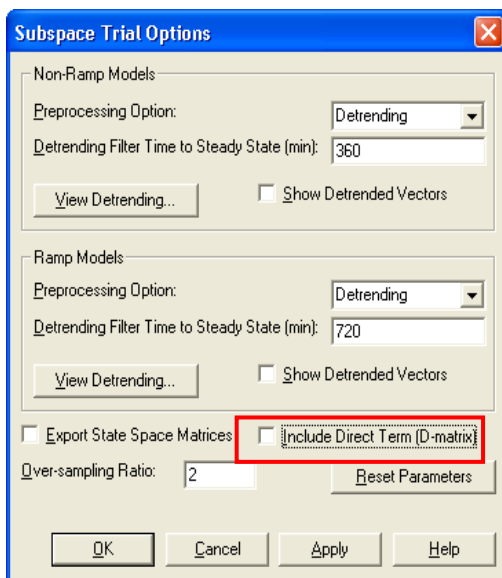 Subspace Trial Options
Non-Ramp Models
Preprocessing Option: Detrending
Detrending Filter Time to Steady State (min): 360
View Detrending... Show Detrended Vectors
Ramp Models
Preprocessing Option: Detrending
Detrending Filter Time to Steady State (min): 720
View Detrending... Show Detrended Vectors
Export State Space Matrices Include Direct Term (D-matrix)
Over-sampling Ratio: 2 Reset Parameters
OK Cancel Apply Help